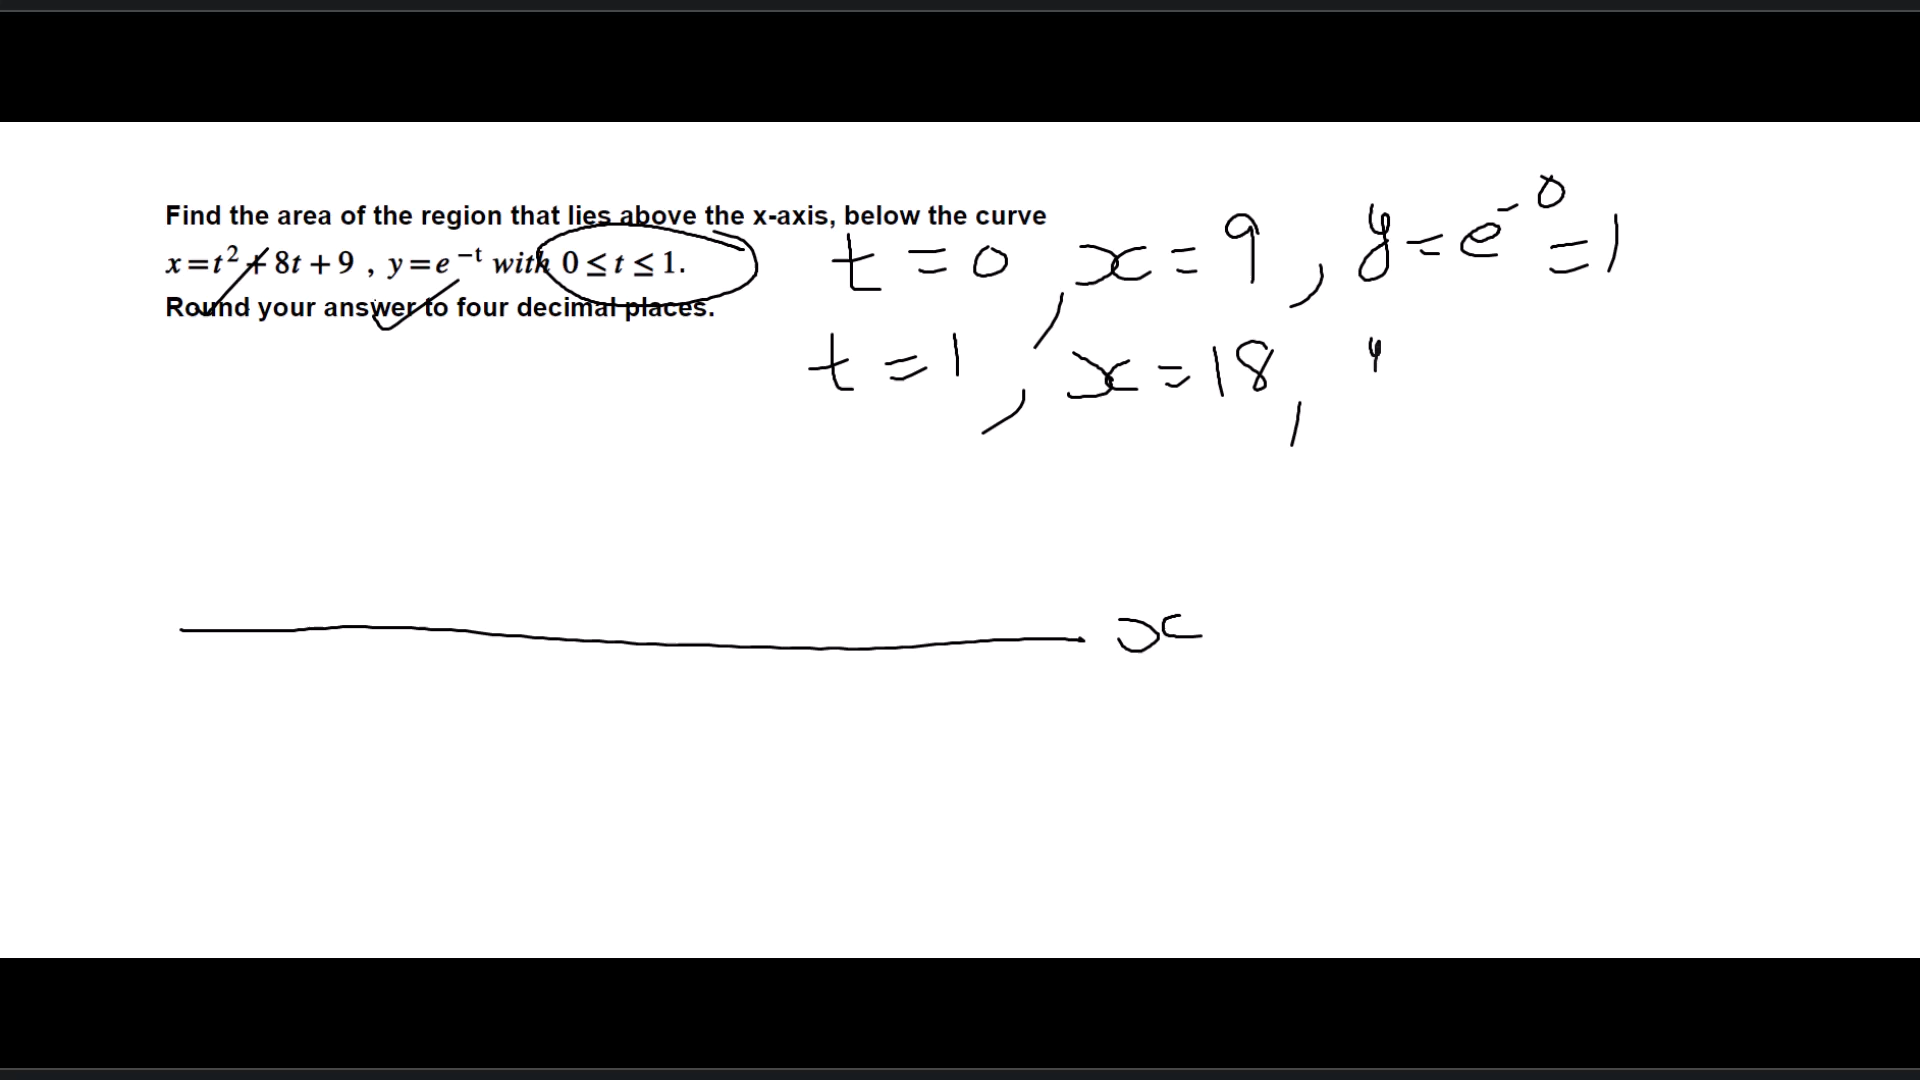 Find the area of the region that lies above the x-axis, below the curve
x = t² + 8t + 9 , y = e⁻ᵗ with 0 ≤ t ≤ 1.
Round your answer to four decimal places.
t = 0 , x = 9 , y = e⁻⁰ = 1
t = 1 , x = 18 , y
x